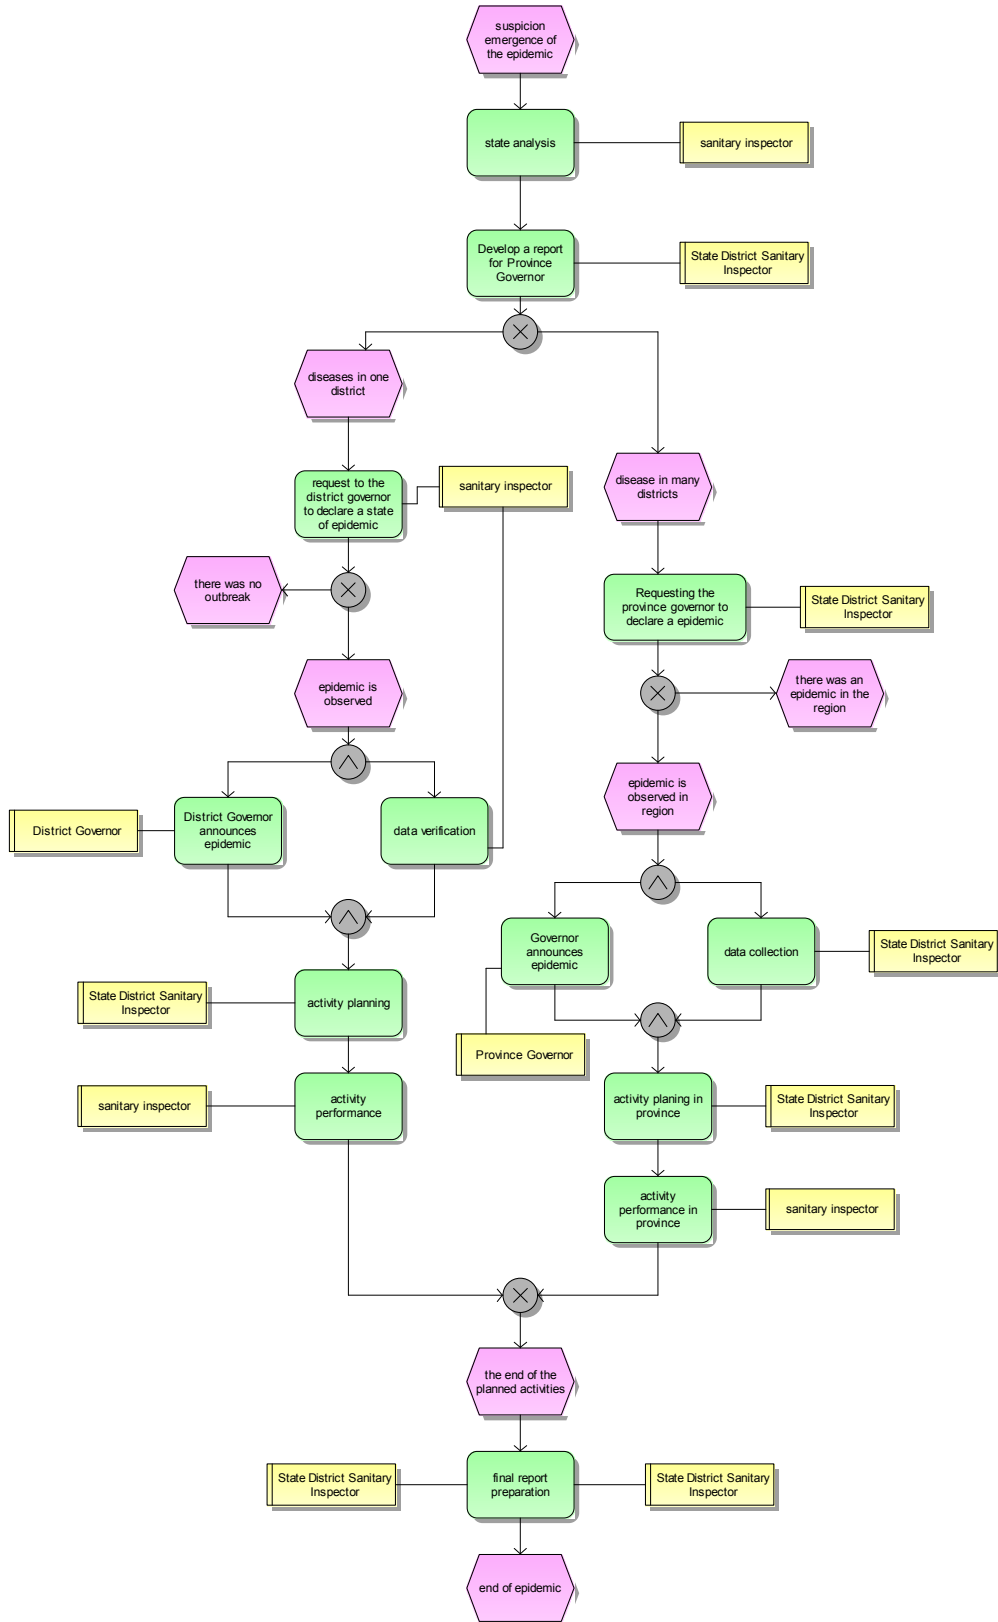 suspicion
emergence of
the epidemic
state analysis
sanitary inspector
Develop a report
for Province
Governor
State District Sanitary
Inspector
diseases in one
district
request to the
district governor
to declare a state
of epidemic
sanitary inspector
disease in many
districts
there was no
outbreak
Requesting the
province governor to
declare a epidemic
State District Sanitary
Inspector
epidemic is
observed
there was an
epidemic in the
region
epidemic is
observed in
region
District Governor
District Governor
announces
epidemic
data verification
Governor
announces
epidemic
data collection
State District Sanitary
Inspector
State District Sanitary
Inspector
activity planning
Province Governor
sanitary inspector
activity
performance
activity planing in
province
State District Sanitary
Inspector
activity
performance in
province
sanitary inspector
the end of the
planned activities
State District Sanitary
Inspector
final report
preparation
State District Sanitary
Inspector
end of epidemic